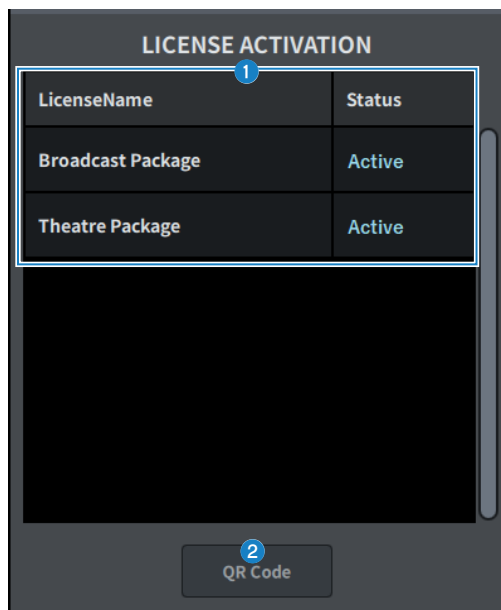 LICENSE ACTIVATION
1
LicenseName Status
Broadcast Package Active
Theatre Package Active
2
QR Code